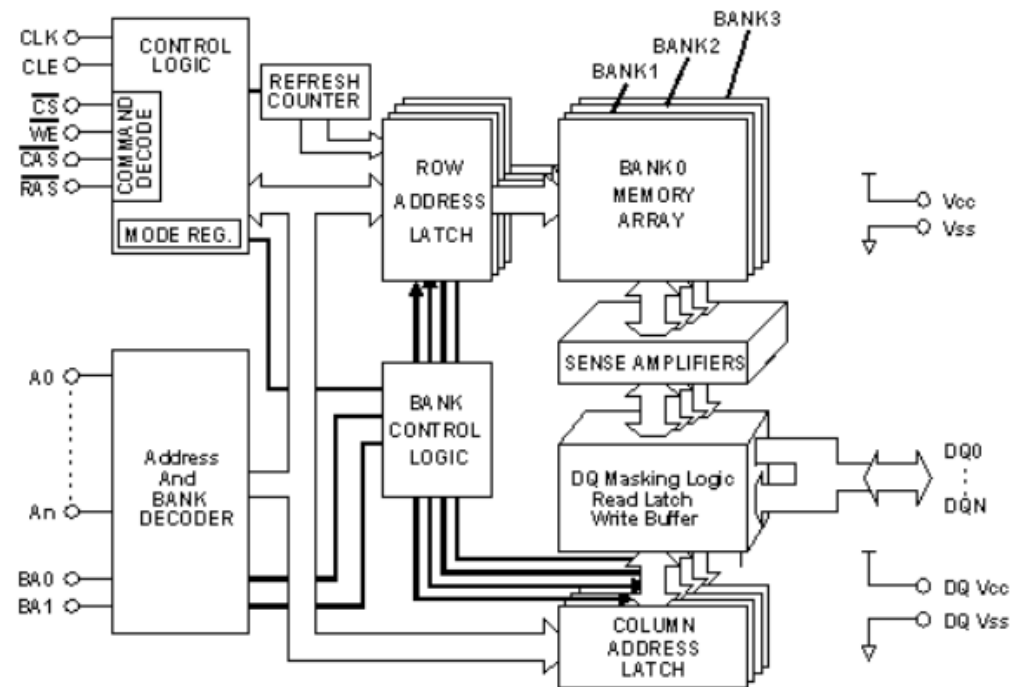 BANK3
BANK2
BANK1
CLK
CLE
CS
WE
CAS
RAS
CONTROL
LOGIC
COMMAND
DECODE
MODE REG.
REFRESH
COUNTER
ROW
ADDRESS
LATCH
BANK0
MEMORY
ARRAY
Vcc
Vss
SENSE AMPLIFIERS
A0
An
BA0
BA1
Address
And
BANK
DECODER
BANK
CONTROL
LOGIC
DQ Masking Logic
Read Latch
Write Buffer
DQ0
DQN
DQ Vcc
DQ Vss
COLUMN
ADDRESS
LATCH